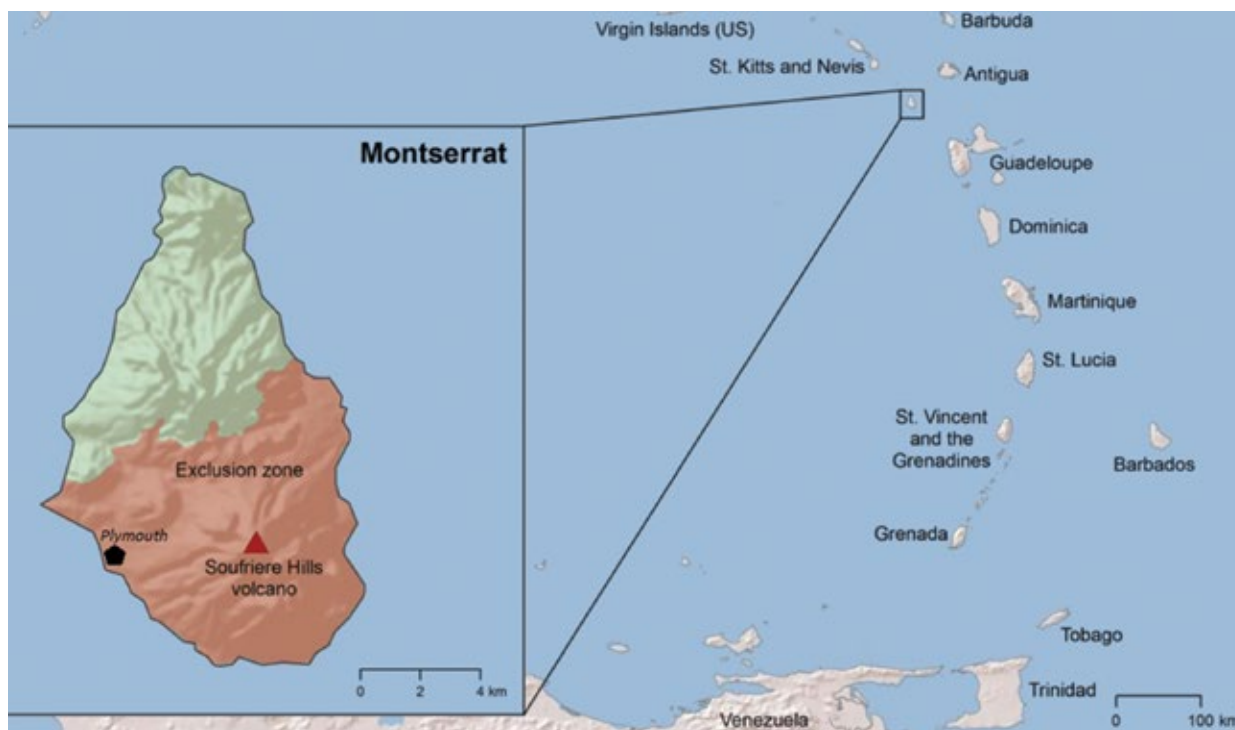 Virgin Islands (US)
Barbuda
St. Kitts and Nevis
Antigua
Montserrat
Guadeloupe
Dominica
Martinique
St. Lucia
St. Vincent
and the
Grenadines
Barbados
Exclusion zone
Plymouth
Grenada
Soufriere Hills
volcano
Tobago
0 2 4 km
Trinidad
Venezuela
0 100 km